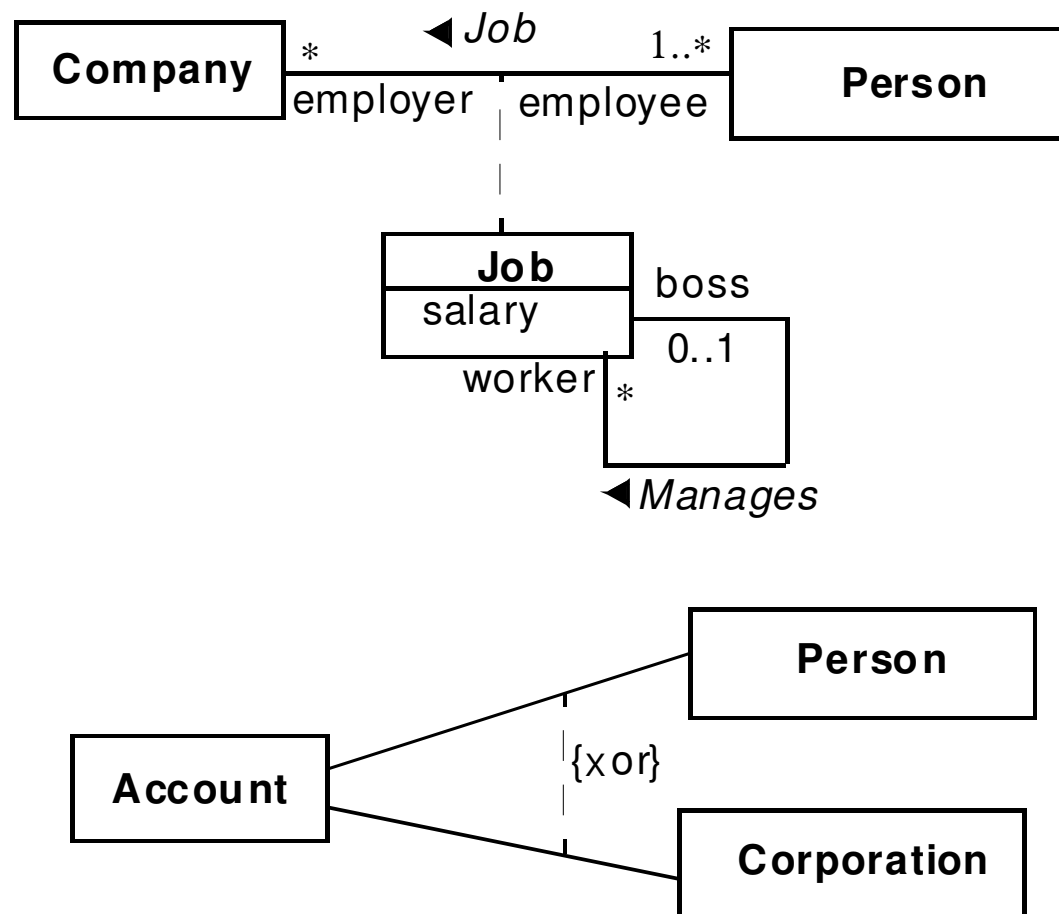 Job
* 1..*
Company Person
employer employee
Job
boss
salary
0..1
worker *
Manages
Person
{xor}
Account
Corporation